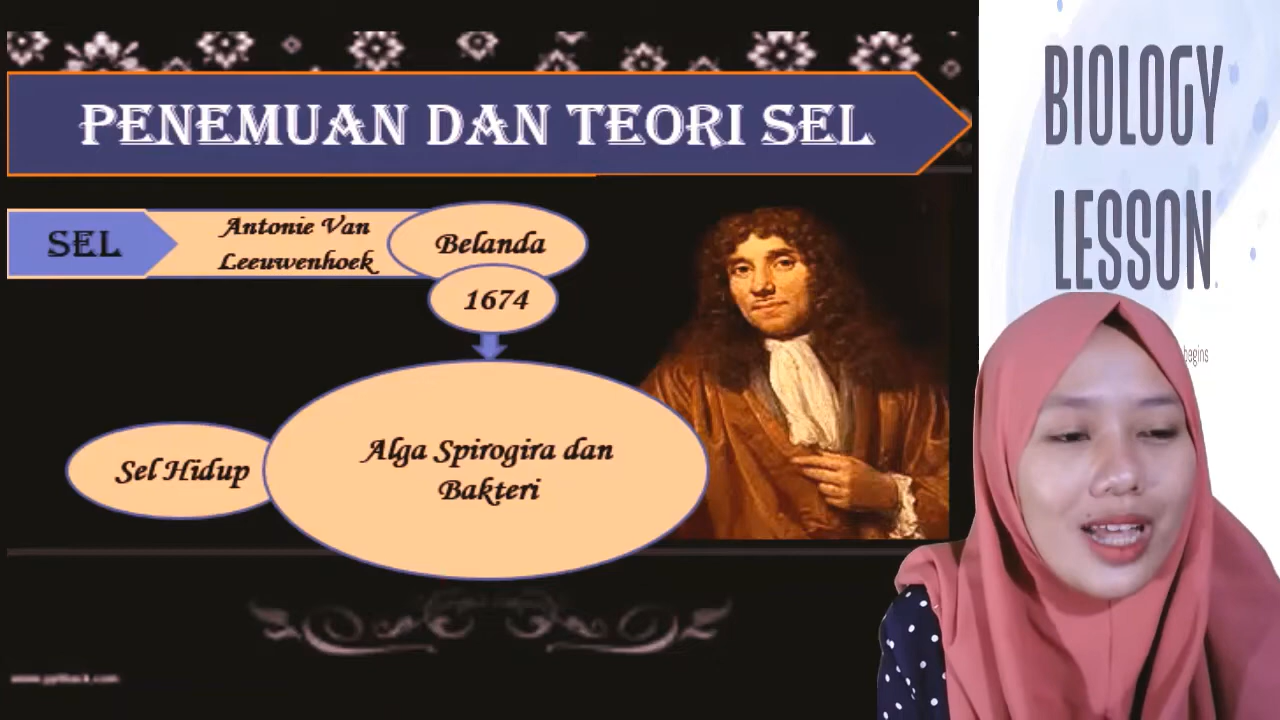 PENEMUAN DAN TEORI SEL
SEL
Antonie Van
Leeuwenhoek
Belanda
1674
Sel Hidup
Alga Spirogira dan
Bakteri
BIOLOGY
LESSON
begins